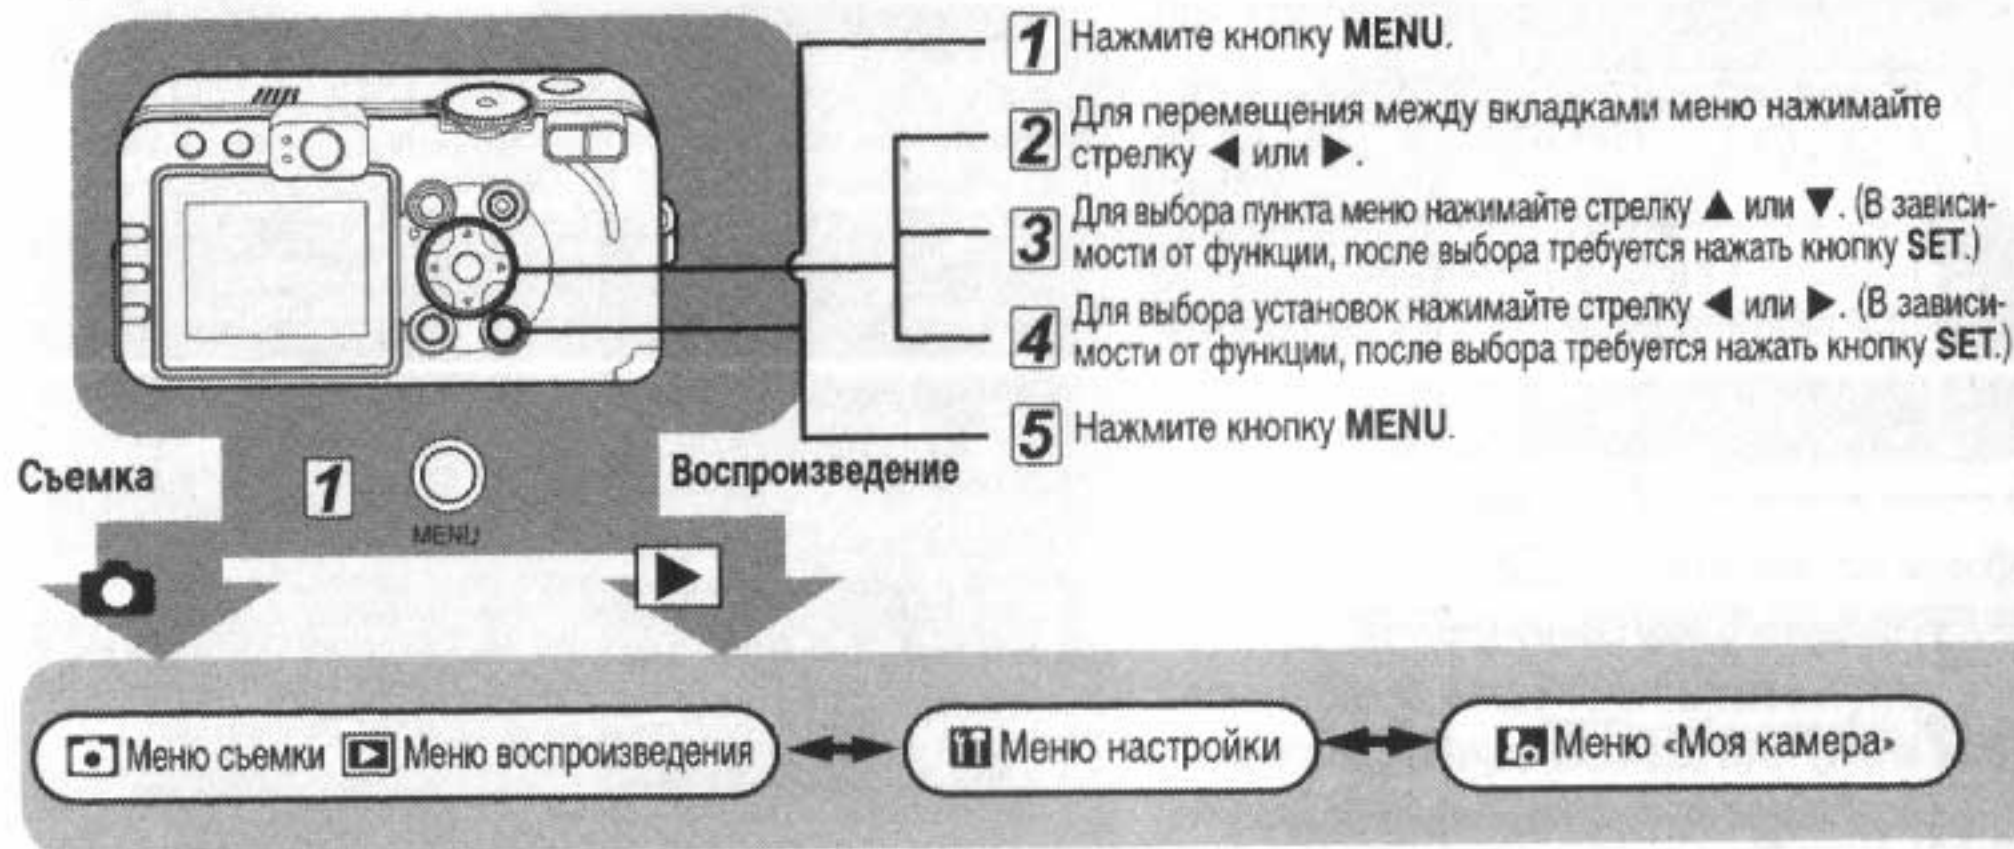 1 Нажмите кнопку MENU.
2 Для перемещения между вкладками меню нажимайте
стрелку ◀ или ▶.
3 Для выбора пункта меню нажимайте стрелку ▲ или ▼. (В зависи-
мости от функции, после выбора требуется нажать кнопку SET.)
4 Для выбора установок нажимайте стрелку ◀ или ▶. (В зависи-
мости от функции, после выбора требуется нажать кнопку SET.)
5 Нажмите кнопку MENU.
Съемка
1
MENU
Воспроизведение
Меню съемки Меню воспроизведения
Меню настройки
Меню «Моя камера»